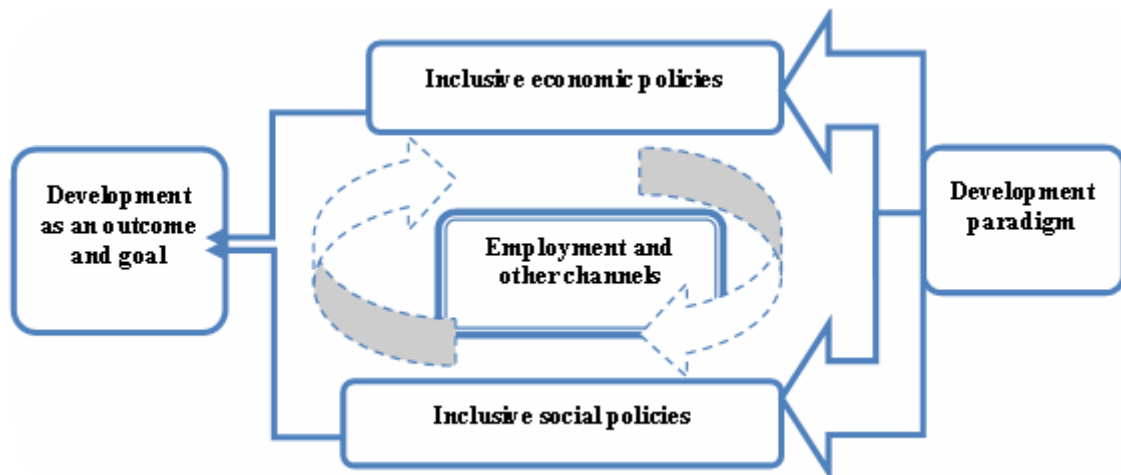 Inclusive economic policies
Development
as an outcome
and goal
Employment and
other channels
Development
paradigm
Inclusive social policies